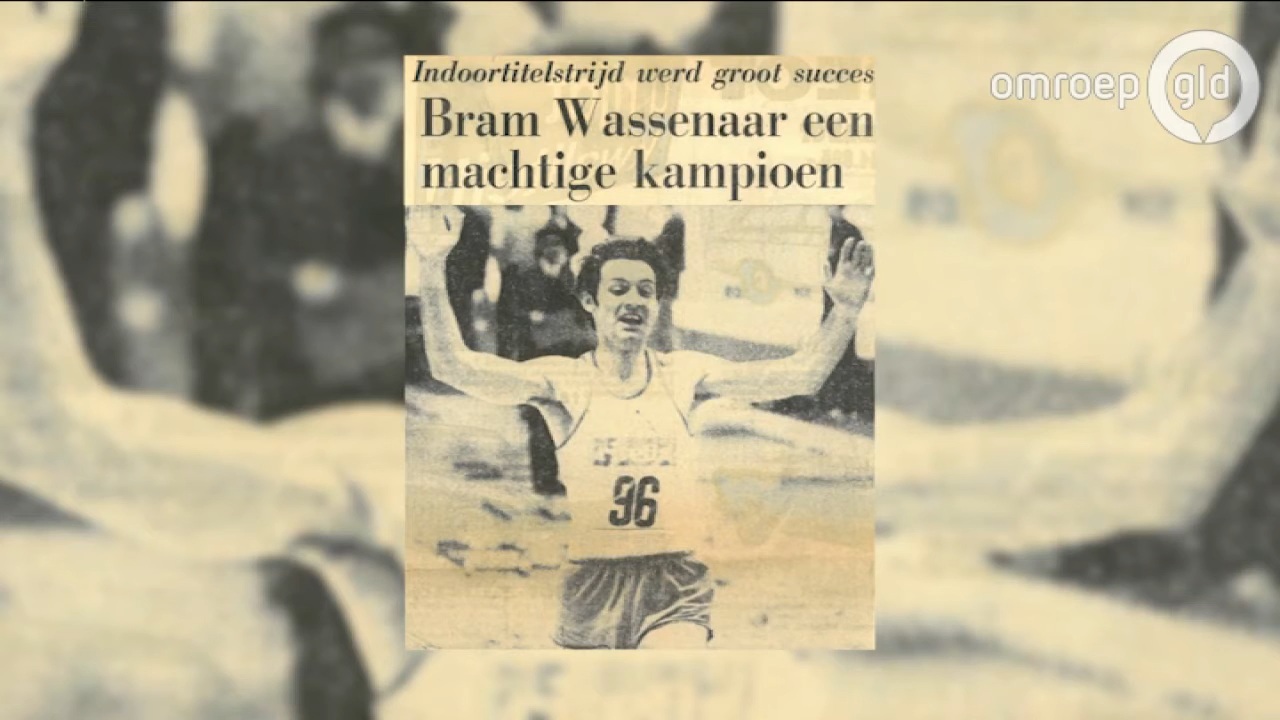 Indoortitelstrijd werd groot succes
Bram Wassenaar een
machtige kampioen
omroep gld
96